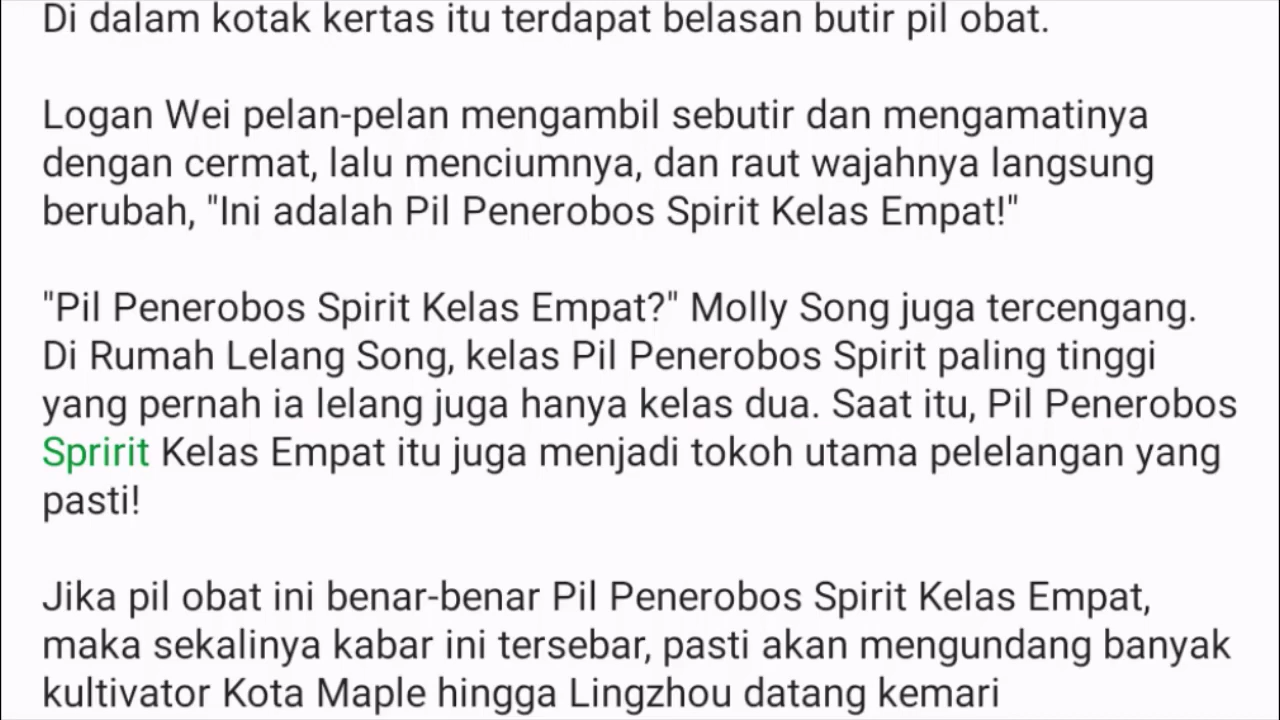 Di dalam kotak kertas itu terdapat belasan butir pil obat.
Logan Wei pelan-pelan mengambil sebutir dan mengamatinya
dengan cermat, lalu menciumnya, dan raut wajahnya langsung
berubah, "Ini adalah Pil Penerobos Spirit Kelas Empat!"
"Pil Penerobos Spirit Kelas Empat?" Molly Song juga tercengang.
Di Rumah Lelang Song, kelas Pil Penerobos Spirit paling tinggi
yang pernah ia lelang juga hanya kelas dua. Saat itu, Pil Penerobos
Spririt Kelas Empat itu juga menjadi tokoh utama pelelangan yang
pasti!
Jika pil obat ini benar-benar Pil Penerobos Spirit Kelas Empat,
maka sekalinya kabar ini tersebar, pasti akan mengundang banyak
kultivator Kota Maple hingga Lingzhou datang kemari